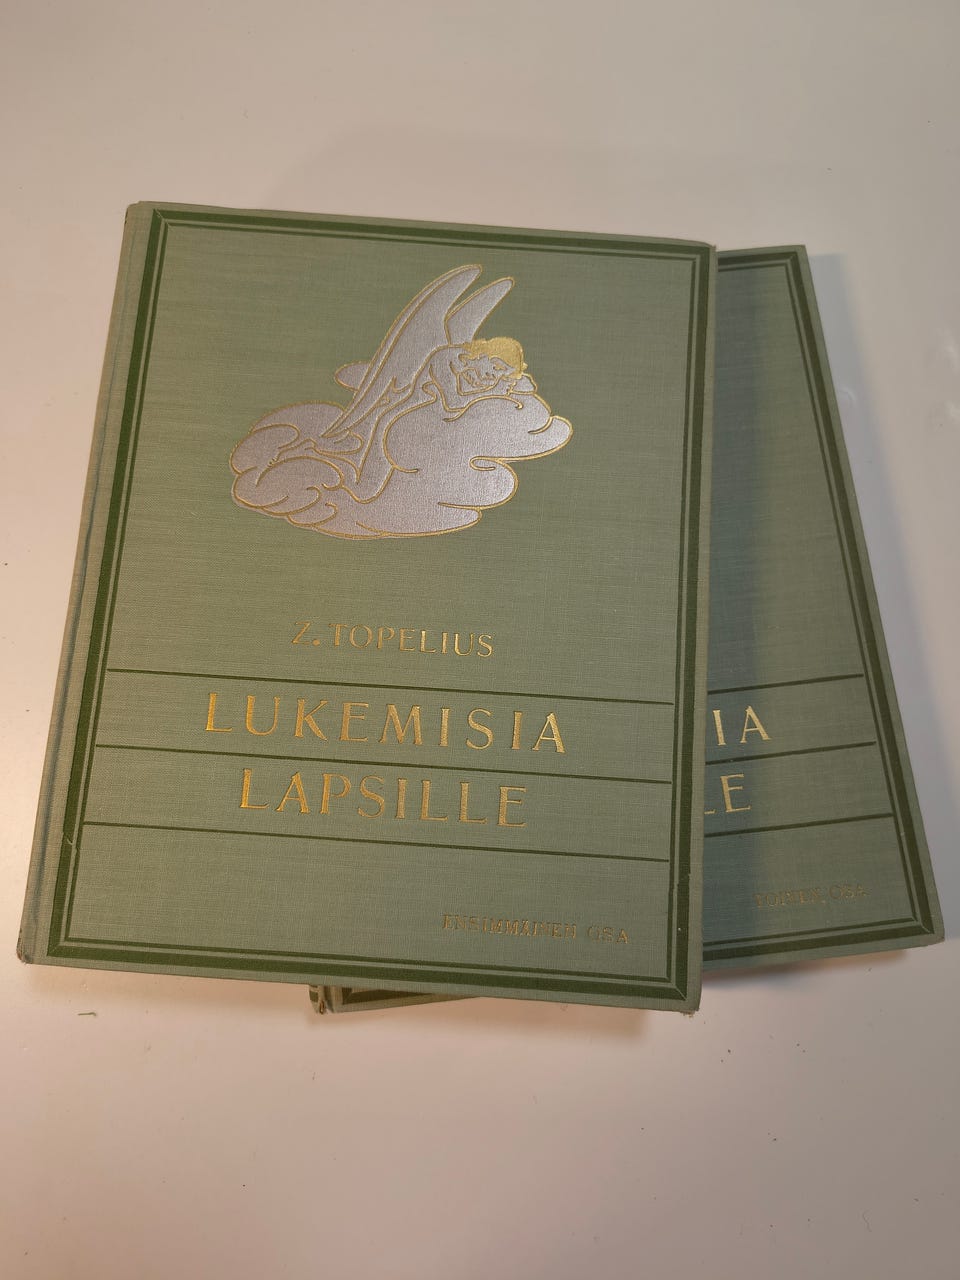 Z. TOPELIUS
LUKEMISIA
LAPSILLE
ENSIMMÄINEN OSA
IA
LE
TOINEN OSA